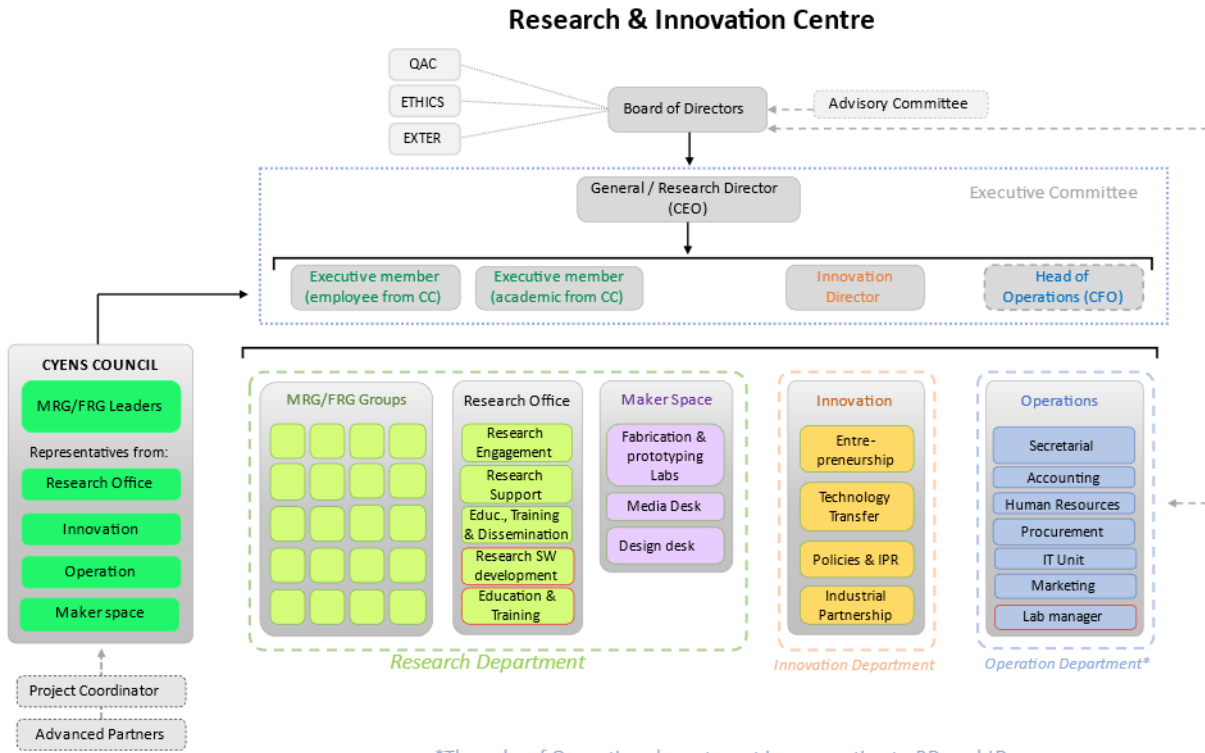 Research & Innovation Centre
QAC
ETHICS
EXTER
Board of Directors
Advisory Committee
General / Research Director
(CEO)
Executive Committee
Executive member
(employee from CC)
Executive member
(academic from CC)
Innovation
Director
Head of
Operations (CFO)
CYENS COUNCIL
MRG/FRG Leaders
Representatives from:
Research Office
Innovation
Operation
Maker space
Project Coordinator
Advanced Partners
MRG/FRG Groups
Research Office
Research
Engagement
Research
Support
Educ., Training
& Dissemination
Research SW
development
Education &
Training
Maker Space
Fabrication &
prototyping
Labs
Media Desk
Design desk
Research Department
Innovation
Entre-
preneurship
Technology
Transfer
Policies & IPR
Industrial
Partnership
Innovation Department
Operations
Secretarial
Accounting
Human Resources
Procurement
IT Unit
Marketing
Lab manager
Operation Department*